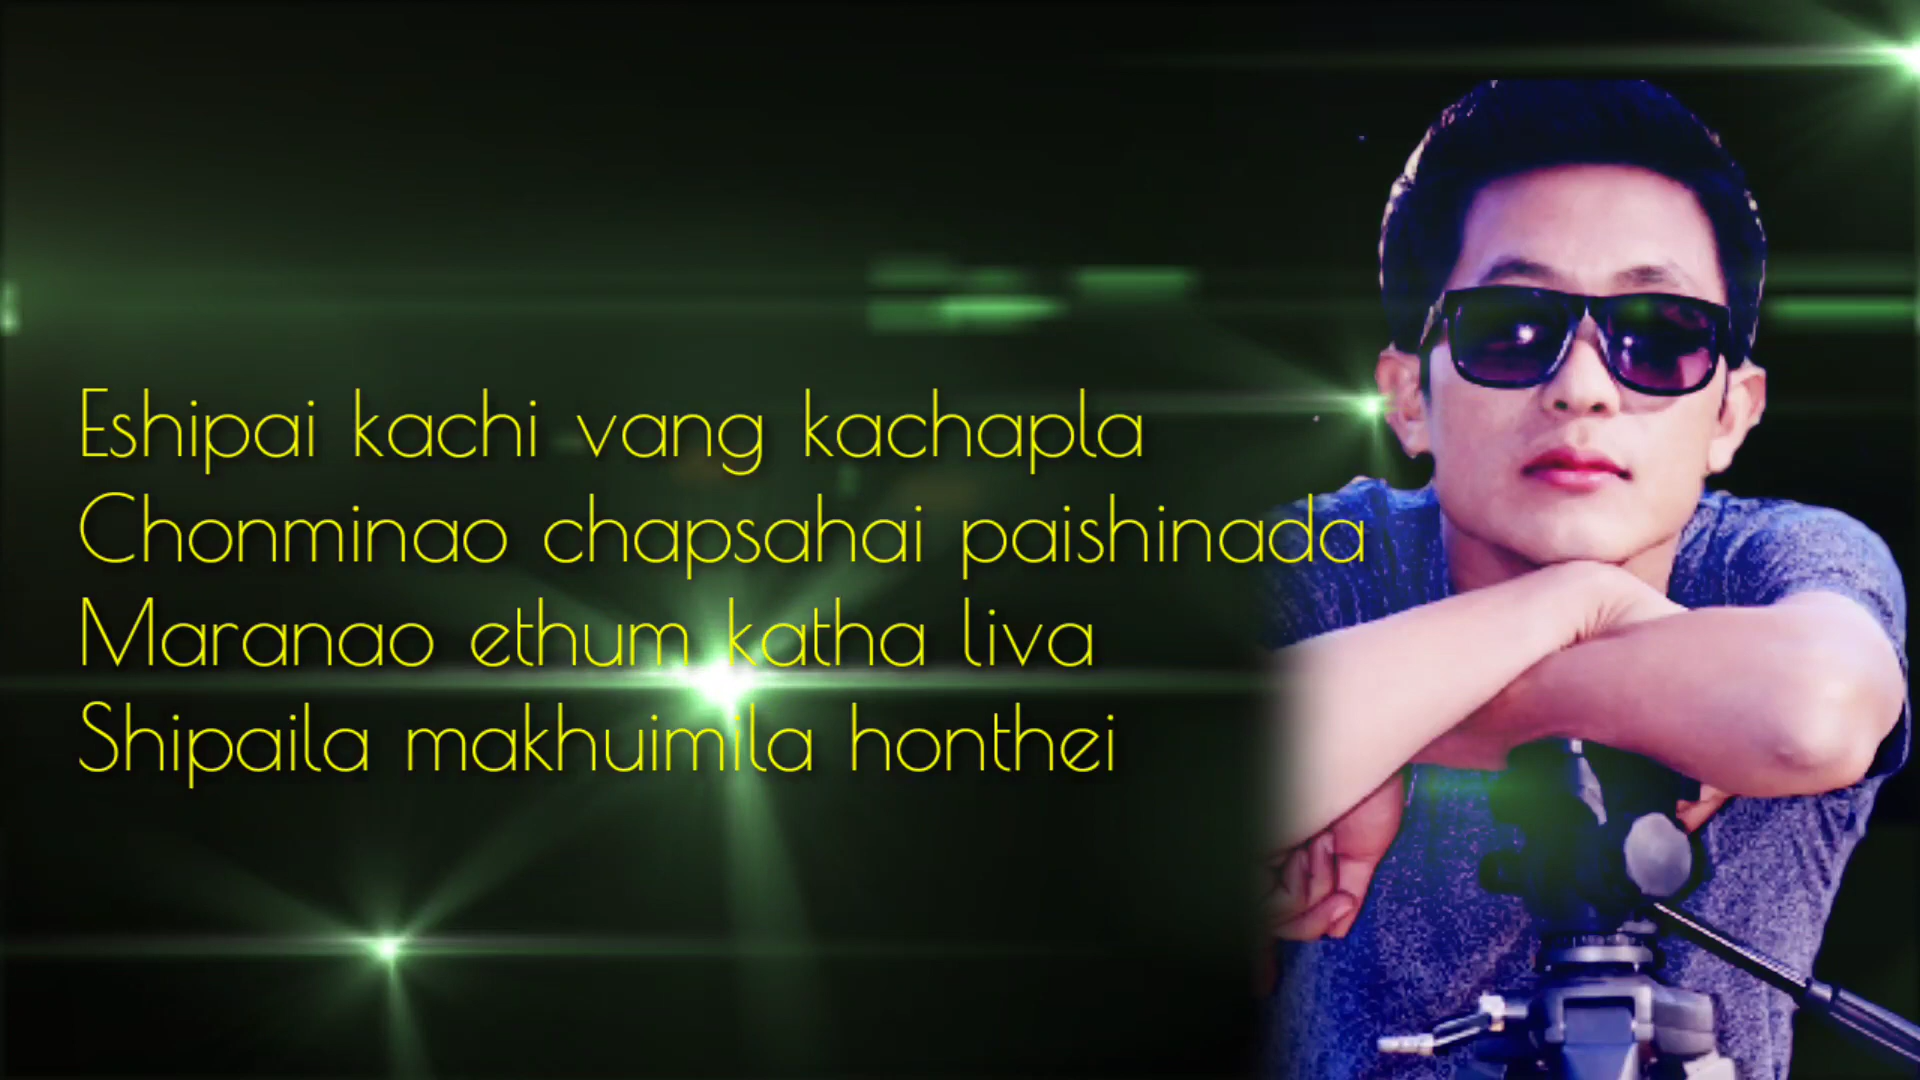 Eshipai kachi vang kachapla
Chonminao chapsahai paishinada
Maranao ethum katha liva
Shipaila makhuimila honthei